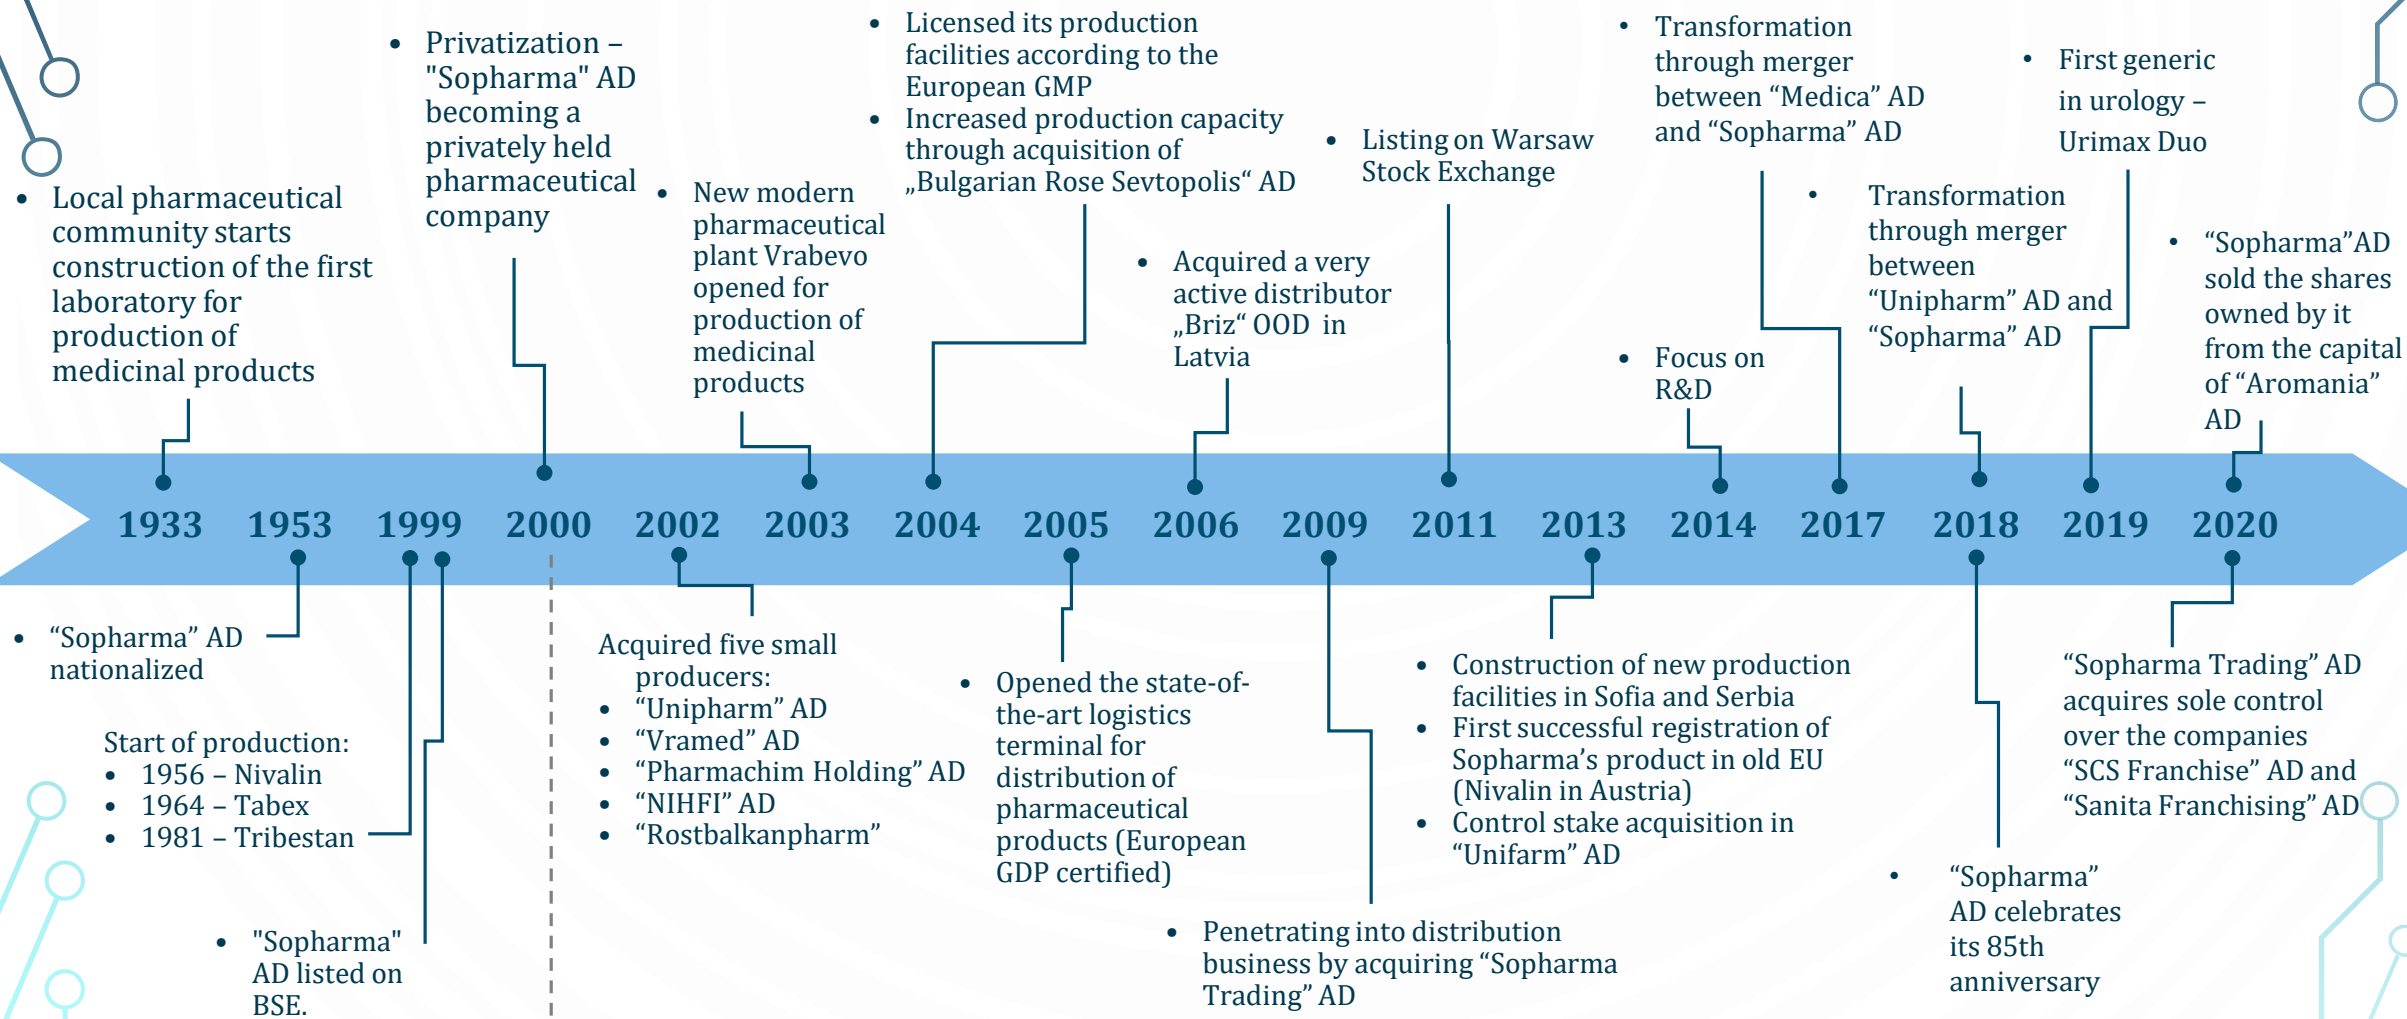 • Local pharmaceutical
community starts
construction of the first
laboratory for
production of
medicinal products
• Privatization –
"Sopharma" AD
becoming a
privately held
pharmaceutical
company
• New modern
pharmaceutical
plant Vrabevo
opened for
production of
medicinal
products
• Licensed its production
facilities according to the
European GMP
• Increased production capacity
through acquisition of
„Bulgarian Rose Sevtopolis“ AD
• Acquired a very
active distributor
„Briz“ OOD in
Latvia
• Listing on Warsaw
Stock Exchange
• Focus on
R&D
• Transformation
through merger
between “Medica” AD
and “Sopharma” AD
• Transformation
through merger
between
“Unipharm” AD and
“Sopharma” AD
• First generic
in urology –
Urimax Duo
• “Sopharma”AD
sold the shares
owned by it
from the capital
of “Aromania”
AD
1933 1953 1999 2000 2002 2003 2004 2005 2006 2009 2011 2013 2014 2017 2018 2019 2020
• “Sopharma” AD
nationalized
Start of production:
• 1956 – Nivalin
• 1964 – Tabex
• 1981 – Tribestan
• "Sopharma"
AD listed on
BSE.
Acquired five small
producers:
• “Unipharm” AD
• “Vramed” AD
• “Pharmachim Holding” AD
• “NIHFI” AD
• “Rostbalkanpharm”
• Opened the state-of-
the-art logistics
terminal for
distribution of
pharmaceutical
products (European
GDP certified)
• Penetrating into distribution
business by acquiring “Sopharma
Trading” AD
• Construction of new production
facilities in Sofia and Serbia
• First successful registration of
Sopharma’s product in old EU
(Nivalin in Austria)
• Control stake acquisition in
“Unifarm” AD
• “Sopharma”
AD celebrates
its 85th
anniversary
“Sopharma Trading” AD
acquires sole control
over the companies
“SCS Franchise” AD and
“Sanita Franchising” AD